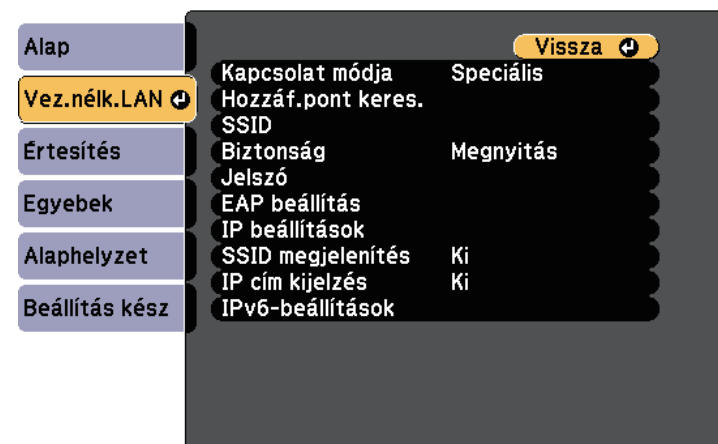 Alap
Vez.nélk.LAN
Értesítés
Egyebek
Alaphelyzet
Beállítás kész
Vissza
Kapcsolat módja Speciális
Hozzáf.pont keres.
SSID
Biztonság Megnyitás
Jelszó
EAP beállítás
IP beállítások
SSID megjelenítés Ki
IP cím kijelzés Ki
IPv6-beállítások